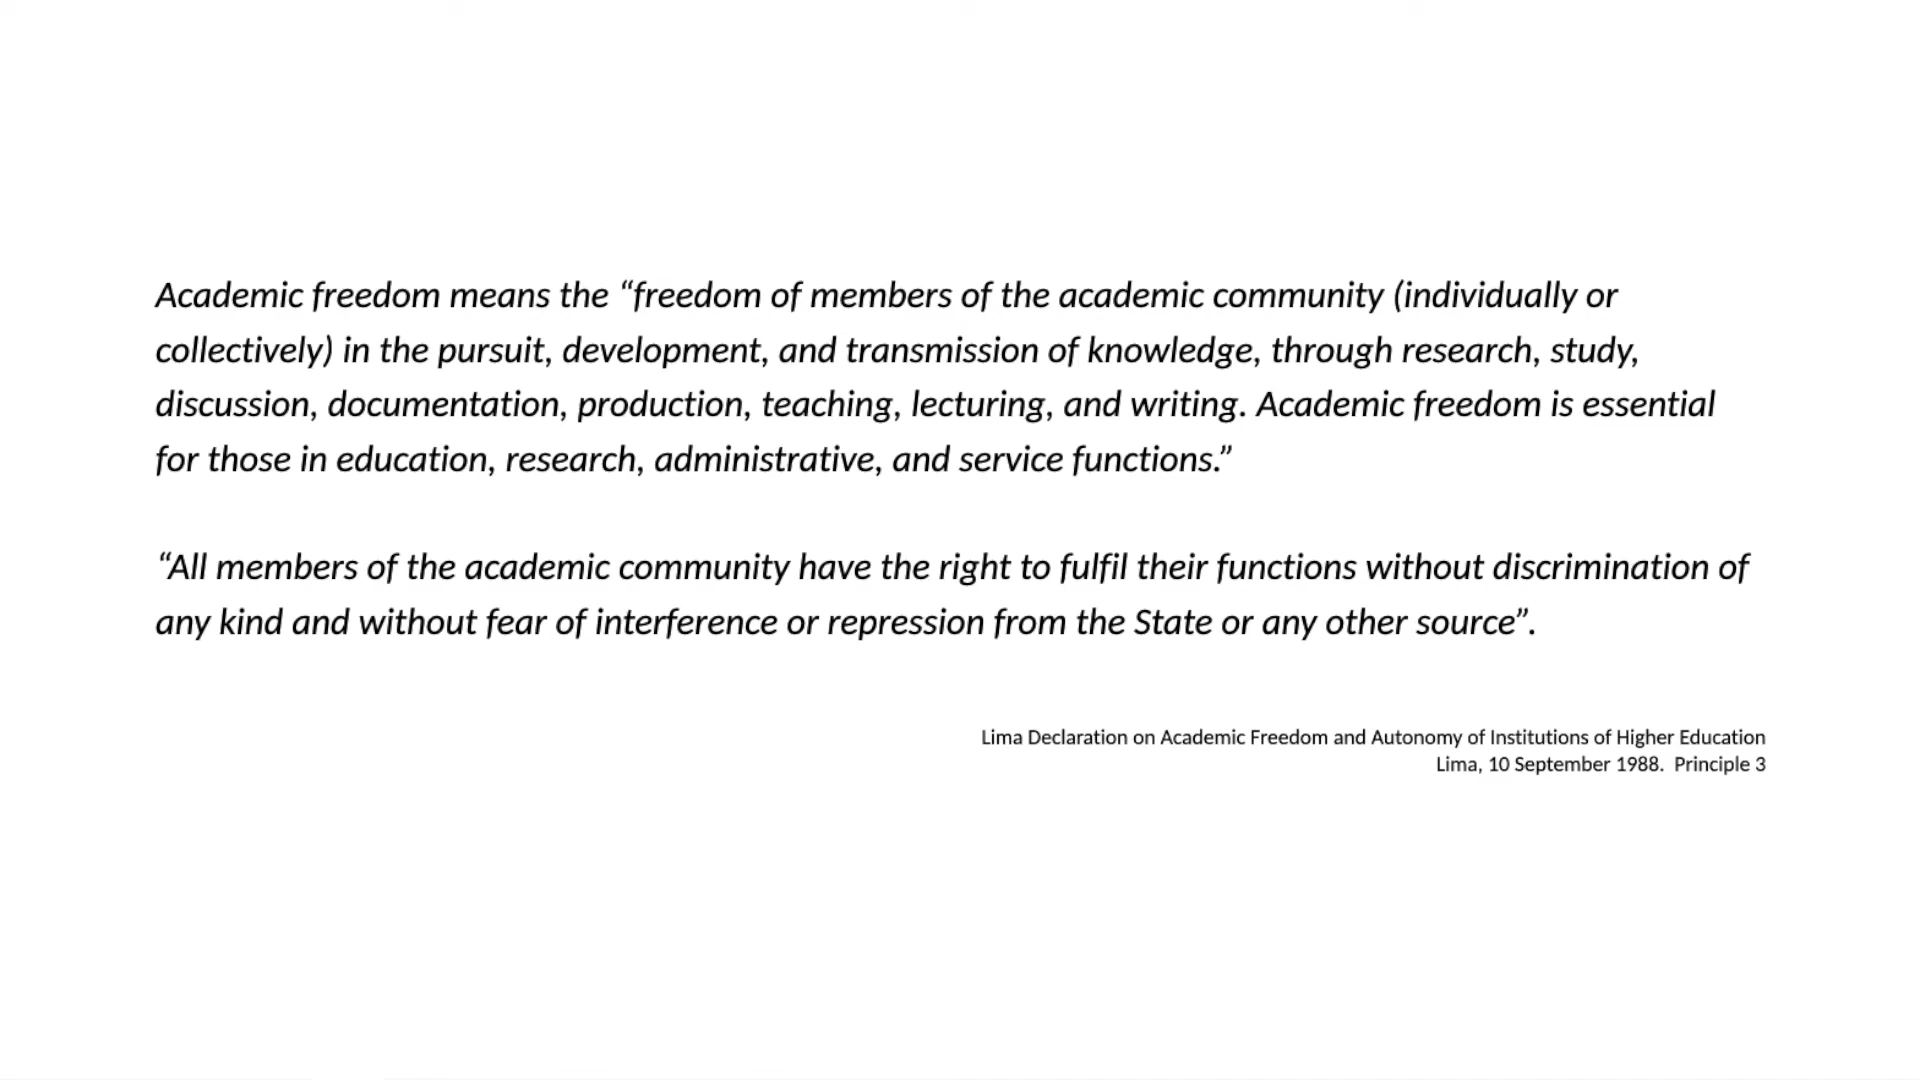 Academic freedom means the “freedom of members of the academic community (individually or
collectively) in the pursuit, development, and transmission of knowledge, through research, study,
discussion, documentation, production, teaching, lecturing, and writing. Academic freedom is essential
for those in education, research, administrative, and service functions.”
“All members of the academic community have the right to fulfil their functions without discrimination of
any kind and without fear of interference or repression from the State or any other source”.
Lima Declaration on Academic Freedom and Autonomy of Institutions of Higher Education
Lima, 10 September 1988.  Principle 3